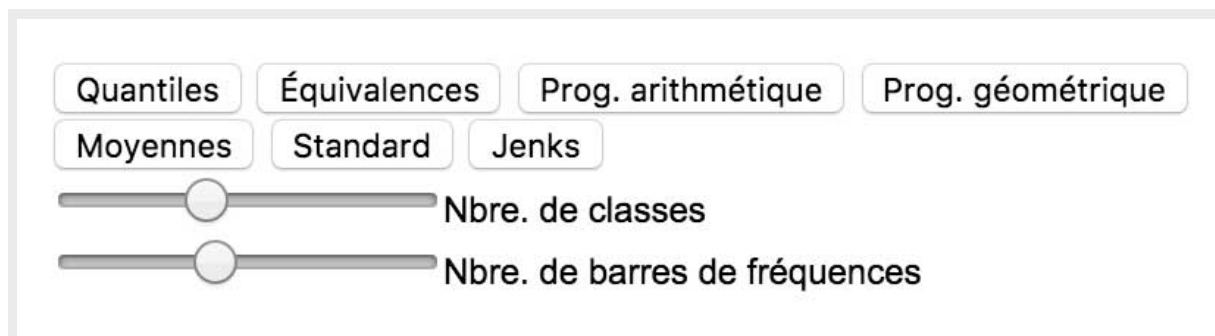 Quantiles Équivalences Prog. arithmétique Prog. géométrique
Moyennes Standard Jenks
Nbre. de classes
Nbre. de barres de fréquences